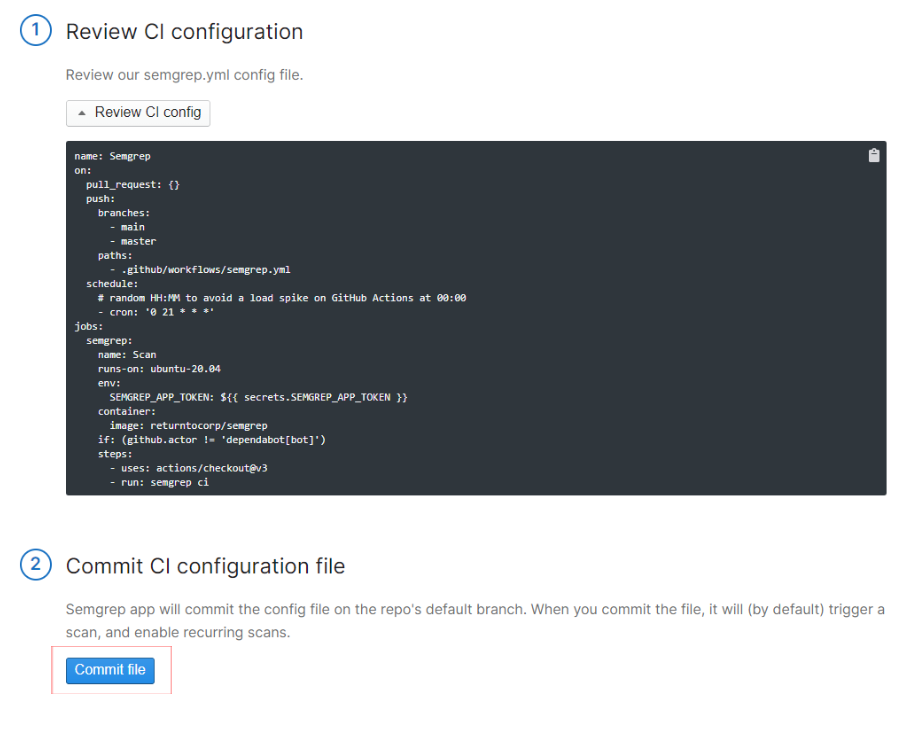 1 Review CI configuration
Review our semgrep.yml config file.
Review CI config
name: Semgrep
on:
  pull_request: {}
  push:
    branches:
      - main
      - master
    paths:
      - .github/workflows/semgrep.yml
  schedule:
    # random HH:MM to avoid a load spike on GitHub Actions at 00:00
    - cron: '0 21 * * *'
jobs:
  semgrep:
    name: Scan
    runs-on: ubuntu-20.04
    env:
      SEMGREP_APP_TOKEN: ${{ secrets.SEMGREP_APP_TOKEN }}
    container:
      image: returntocorp/semgrep
    if: (github.actor != 'dependabot[bot]')
    steps:
      - uses: actions/checkout@v3
      - run: semgrep ci
2 Commit CI configuration file
Semgrep app will commit the config file on the repo's default branch. When you commit the file, it will (by default) trigger a
scan, and enable recurring scans.
Commit file